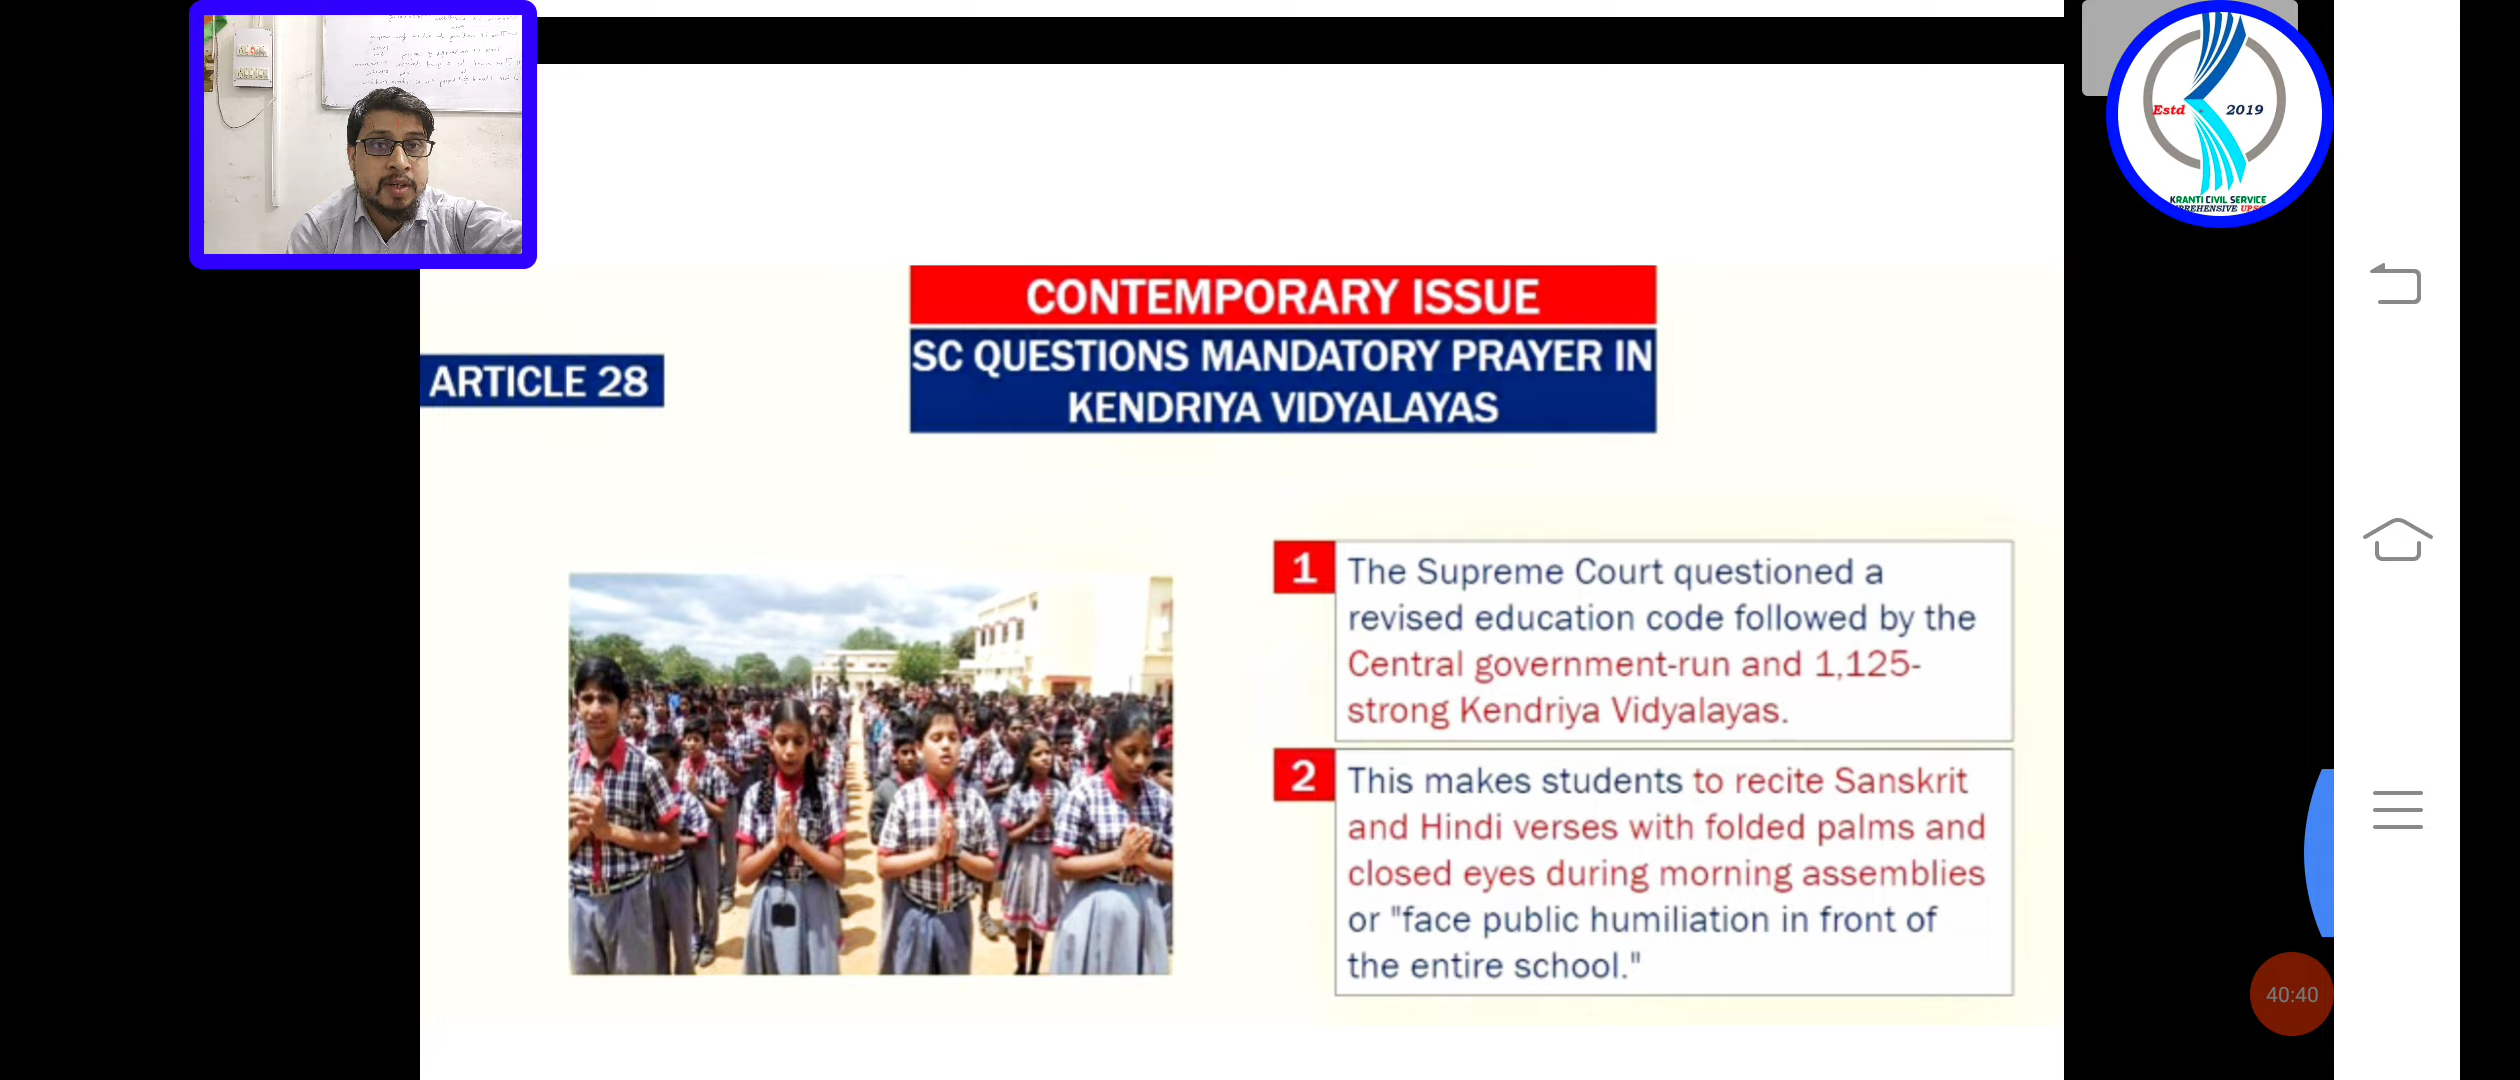 Estd 2019
KRANTI CIVIL SERVICE
CONTEMPORARY ISSUE
SC QUESTIONS MANDATORY PRAYER IN
KENDRIYA VIDYALAYAS
ARTICLE 28
1
The Supreme Court questioned a
revised education code followed by the
Central government-run and 1,125-
strong Kendriya Vidyalayas.
2
This makes students to recite Sanskrit
and Hindi verses with folded palms and
closed eyes during morning assemblies
or "face public humiliation in front of
the entire school."
40:40